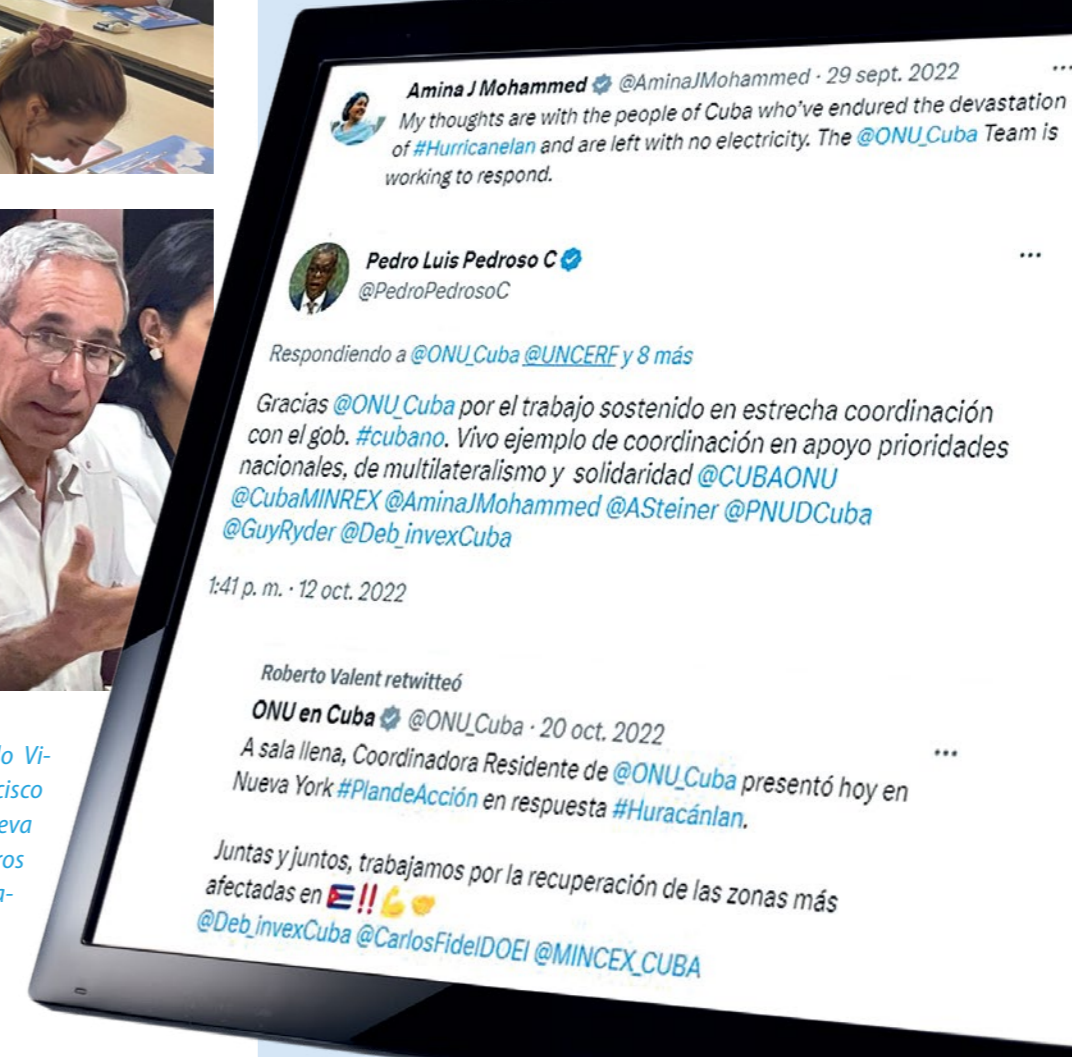 Amina J Mohammed @AminaJMohammed · 29 sept. 2022
My thoughts are with the people of Cuba who've endured the devastation
of #HurricaneIan and are left with no electricity. The @ONU_Cuba Team is
working to respond.
Pedro Luis Pedroso C
@PedroPedrosoC
Respondiendo a @ONU_Cuba @UNCERF y 8 más
Gracias @ONU_Cuba por el trabajo sostenido en estrecha coordinación
con el gob. #cubano. Vivo ejemplo de coordinación en apoyo prioridades
nacionales, de multilateralismo y solidaridad @CUBAONU
@CubaMINREX @AminaJMohammed @ASteiner @PNUDCuba
@GuyRyder @Deb_invexCuba
1:41 p. m. · 12 oct. 2022
Roberto Valent retwitteó
ONU en Cuba @ONU_Cuba · 20 oct. 2022
A sala llena, Coordinadora Residente de @ONU_Cuba presentó hoy en
Nueva York #PlandeAcción en respuesta #HuracánIan.
Juntas y juntos, trabajamos por la recuperación de las zonas más
afectadas en 🇨🇺‼️💪🤝
@Deb_invexCuba @CarlosFidelDOEI @MINCEX_CUBA
Vi-